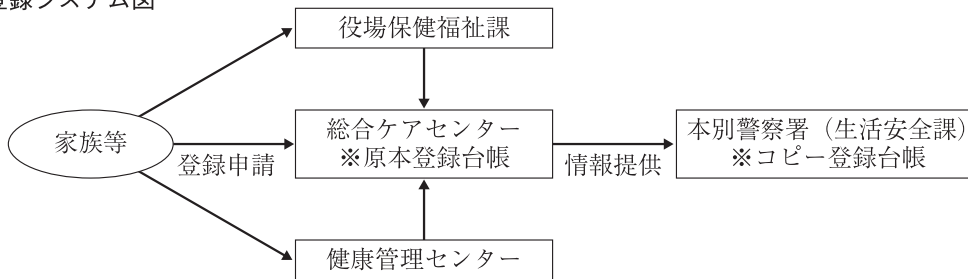 登録システム図
役場保健福祉課
家族等
登録申請
総合ケアセンター
※原本登録台帳
情報提供
本別警察署（生活安全課）
※コピー登録台帳
健康管理センター